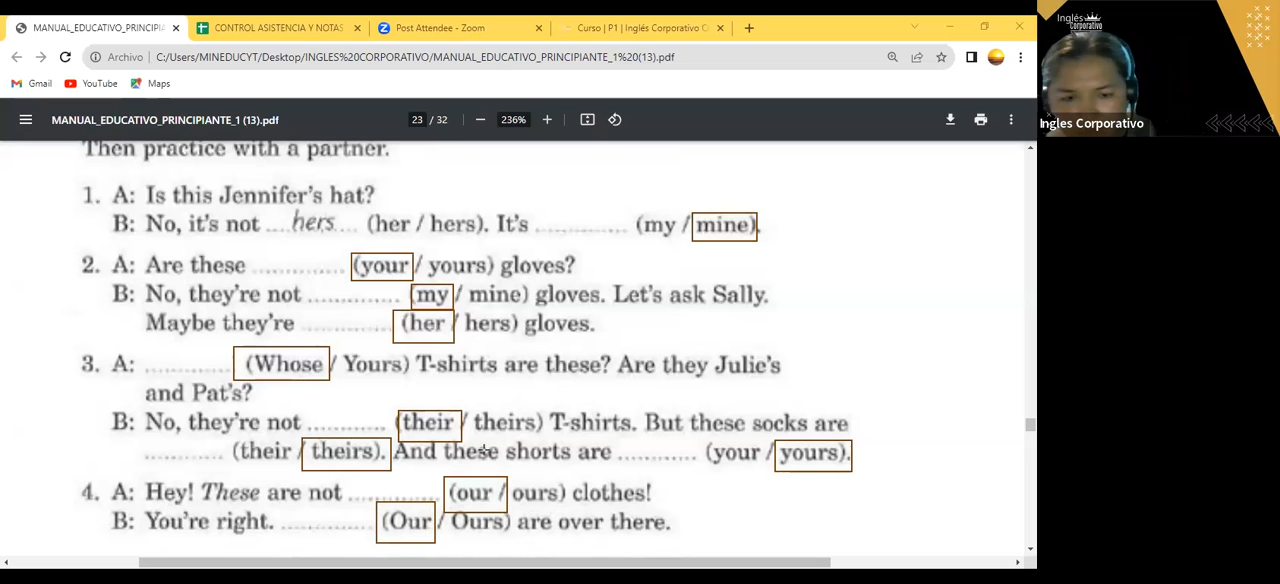 MANUAL_EDUCATIVO_PRINCIPIA
CONTROL ASISTENCIA Y NOTAS
Post Attendee - Zoom
Curso | P1 | Inglés Corporativo C
Archivo
C:/Users/MINEDUCYT/Desktop/INGLES%20CORPORATIVO/MANUAL_EDUCATIVO_PRINCIPIANTE_1%20(13).pdf
Gmail
YouTube
Maps
MANUAL_EDUCATIVO_PRINCIPIANTE_1 (13).pdf
23 / 32
236%
Inglés
Corporativo
Ingles Corporativo
Then practice with a partner.
1. A: Is this Jennifer's hat?
B: No, it's not ....hers.... (her / hers). It's .............. (my / mine).
2. A: Are these .............. (your / yours) gloves?
B: No, they're not .............. (my / mine) gloves. Let's ask Sally.
Maybe they're .............. (her / hers) gloves.
3. A: .............. (Whose / Yours) T-shirts are these? Are they Julie's
and Pat's?
B: No, they're not ............ (their / theirs) T-shirts. But these socks are
............ (their / theirs). And these shorts are ............ (your / yours).
4. A: Hey! These are not .............. (our / ours) clothes!
B: You're right. .............. (Our / Ours) are over there.